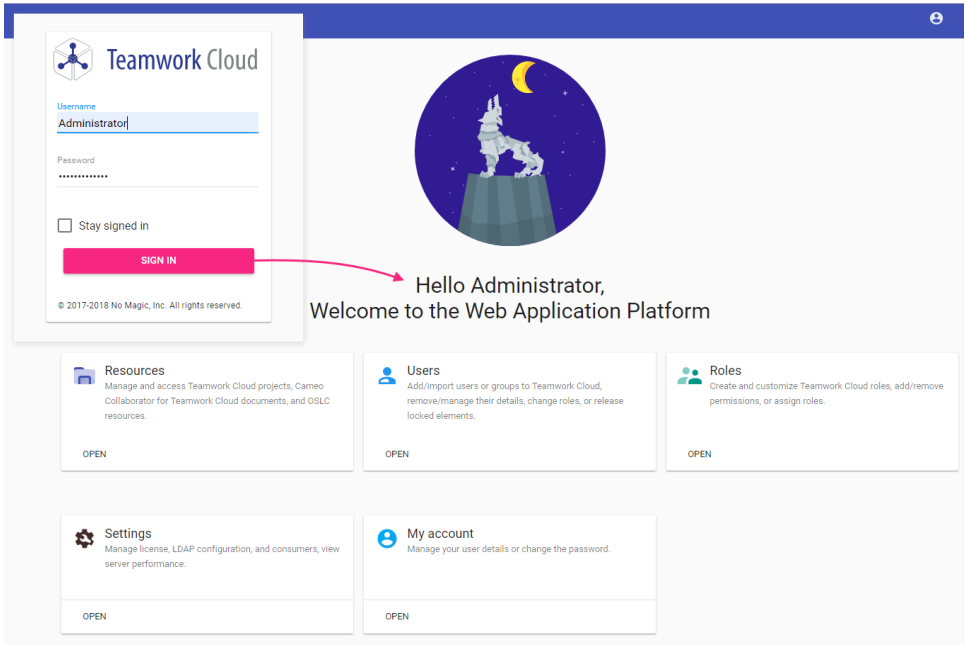 Teamwork Cloud
Username
Administrator
Password
Stay signed in
SIGN IN
© 2017-2018 No Magic, Inc. All rights reserved.
Hello Administrator,
Welcome to the Web Application Platform
Resources
Manage and access Teamwork Cloud projects, Cameo
Collaborator for Teamwork Cloud documents, and OSLC
resources.
OPEN
Users
Add/import users or groups to Teamwork Cloud,
remove/manage their details, change roles, or release
locked elements.
OPEN
Roles
Create and customize Teamwork Cloud roles, add/remove
permissions, or assign roles.
OPEN
Settings
Manage license, LDAP configuration, and consumers, view
server performance.
OPEN
My account
Manage your user details or change the password.
OPEN